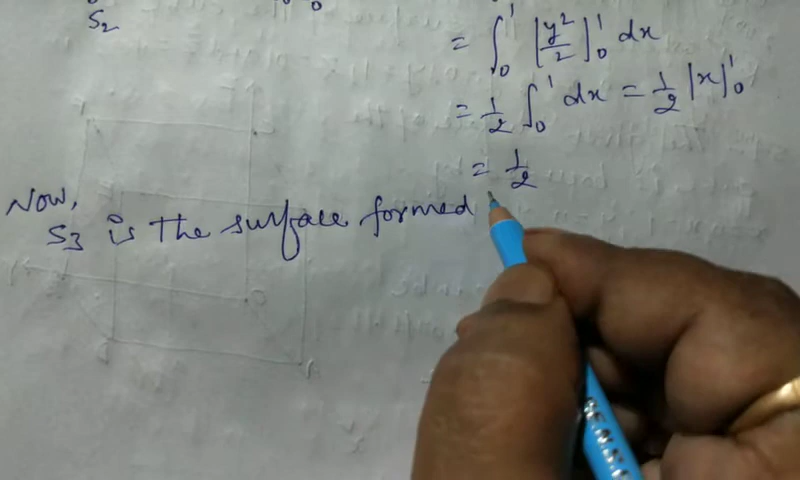 S₂
= ∫₀¹ |y²/2]₀¹ dx
= 1/2 ∫₀¹ dx = 1/2 |x|₀¹
= 1/2
Now,
S₃ is the surface formed